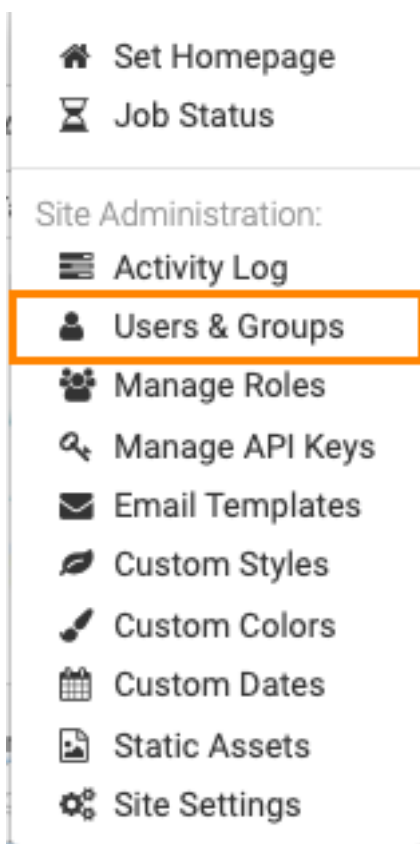 Set Homepage
Job Status
Site Administration:
Activity Log
Users & Groups
Manage Roles
Manage API Keys
Email Templates
Custom Styles
Custom Colors
Custom Dates
Static Assets
Site Settings